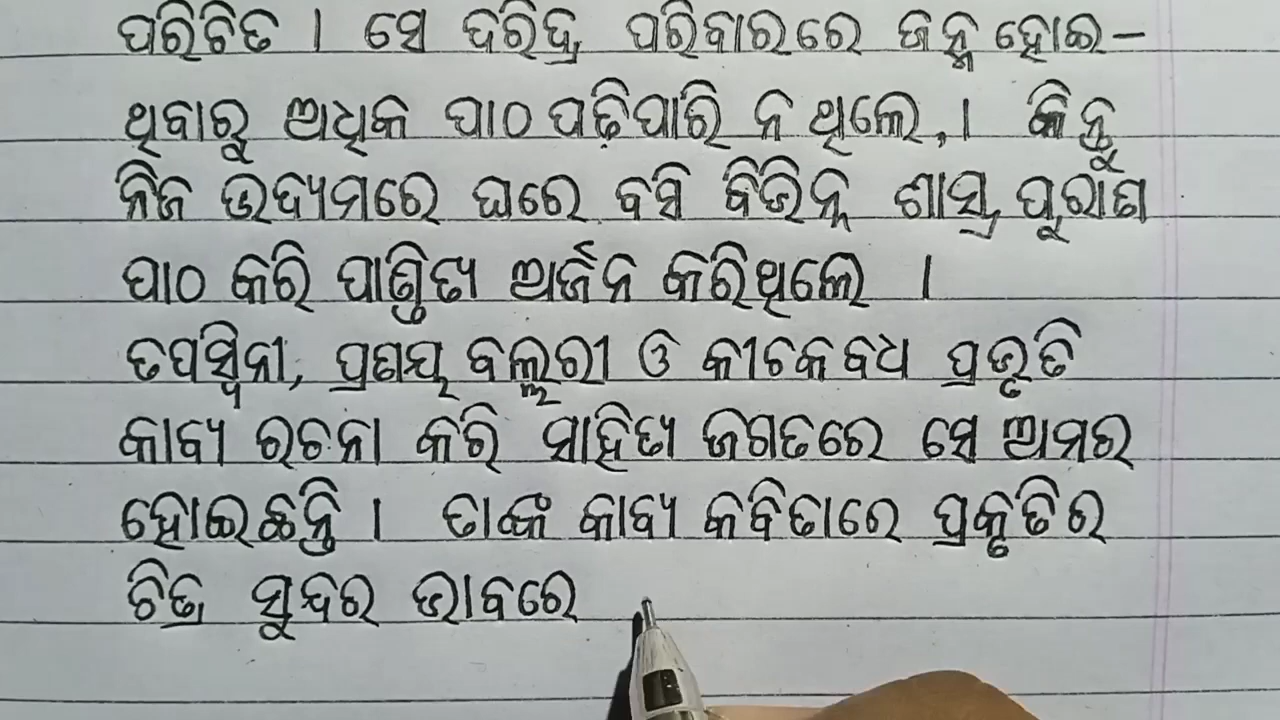 ପରିଚିତ । ସେ ଦରିଦ୍ର ପରିବାରରେ ଜନ୍ମ ହୋଇ-
ଥିବାରୁ ଅଧିକ ପାଠ ପଢ଼ିପାରି ନ ଥିଲେ, । କିନ୍ତୁ
ନିଜ ଉଦ୍ୟମରେ ଘରେ ବସି ବିଭିନ୍ନ ଶାସ୍ତ୍ର ପୁରାଣ
ପାଠ କରି ପାଣ୍ଡିତ୍ୟ ଅର୍ଜନ କରିଥିଲେ ।
ତପସ୍ୱିନୀ, ପ୍ରଣୟ ବଲ୍ଲରୀ ଓ କୀଚକବଧ ପ୍ରଭୃତି
କାବ୍ୟ ରଚନା କରି ସାହିତ୍ୟ ଜଗତରେ ସେ ଅମର
ହୋଇଛନ୍ତି । ତାଙ୍କ କାବ୍ୟ କବିତାରେ ପ୍ରକୃତିର
ଚିତ୍ର ସୁନ୍ଦର ଭାବରେ